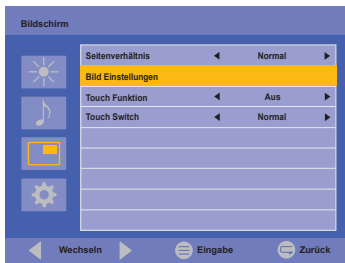 Bildschirm
Seitenverhältnis Normal
Bild Einstellungen
Touch Funktion Aus
Touch Switch Normal
Wechseln Eingabe Zurück